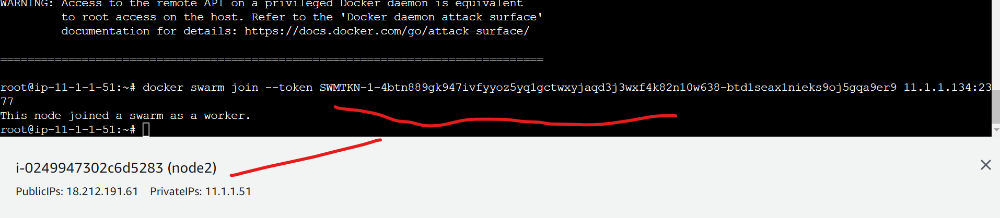 WARNING: Access to the remote API on a privileged Docker daemon is equivalent
to root access on the host. Refer to the 'Docker daemon attack surface'
documentation for details: https://docs.docker.com/go/attack-surface/
================================================================================
root@ip-11-1-1-51:~# docker swarm join --token SWMTKN-1-4btn889gk947ivfyyoz5yq1gctwxyjaqd3j3wxf4k82n10w638-btd1seax1nieks9oj5gqa9er9 11.1.1.134:23
77
This node joined a swarm as a worker.
root@ip-11-1-1-51:~#
i-0249947302c6d5283 (node2)
PublicIPs: 18.212.191.61 PrivateIPs: 11.1.1.51